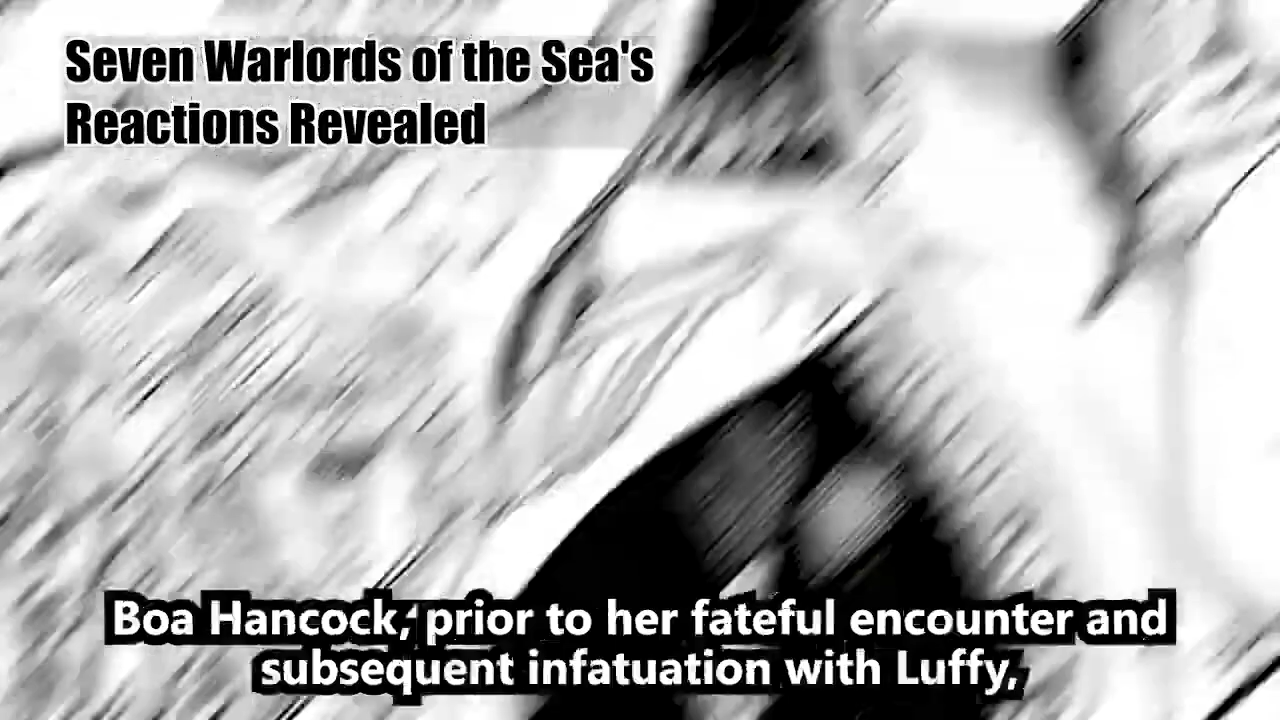 Seven Warlords of the Sea's
Reactions Revealed
Boa Hancock, prior to her fateful encounter and
subsequent infatuation with Luffy,